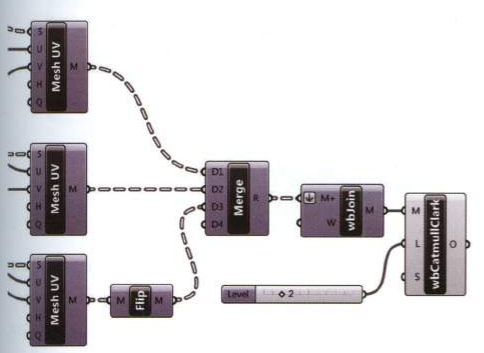 S
U
V
H
Q
Mesh UV
M
S
U
V
H
Q
Mesh UV
M
S
U
V
H
Q
Mesh UV
M
M
Flip
M
D1
D2
D3
D4
Merge
R
M+
W
wbJoin
M
Level
2
M
L
S
wbCatmullClark
O